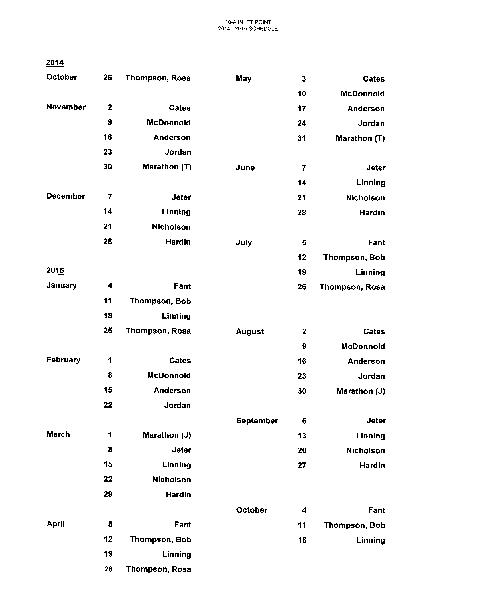 2014
October 26 Thompson, Rosa
November 2 Cates
9 McDonnold
16 Anderson
23 Jordan
30 Marathon (T)
December 7 Jeter
14 Linning
21 Nicholson
28 Hardin
2015
January 4 Fant
11 Thompson, Bob
18 Linning
25 Thompson, Rosa
February 1 Cates
8 McDonnold
15 Anderson
22 Jordan
March 1 Marathon (J)
8 Jeter
15 Linning
22 Nicholson
29 Hardin
April 5 Fant
12 Thompson, Bob
19 Linning
26 Thompson, Rosa
May 3 Cates
10 McDonnold
17 Anderson
24 Jordan
31 Marathon (T)
June 7 Jeter
14 Linning
21 Nicholson
28 Hardin
July 5 Fant
12 Thompson, Bob
19 Linning
26 Thompson, Rosa
August 2 Cates
9 McDonnold
16 Anderson
23 Jordan
30 Marathon (J)
September 6 Jeter
13 Linning
20 Nicholson
27 Hardin
October 4 Fant
11 Thompson, Bob
18 Linning